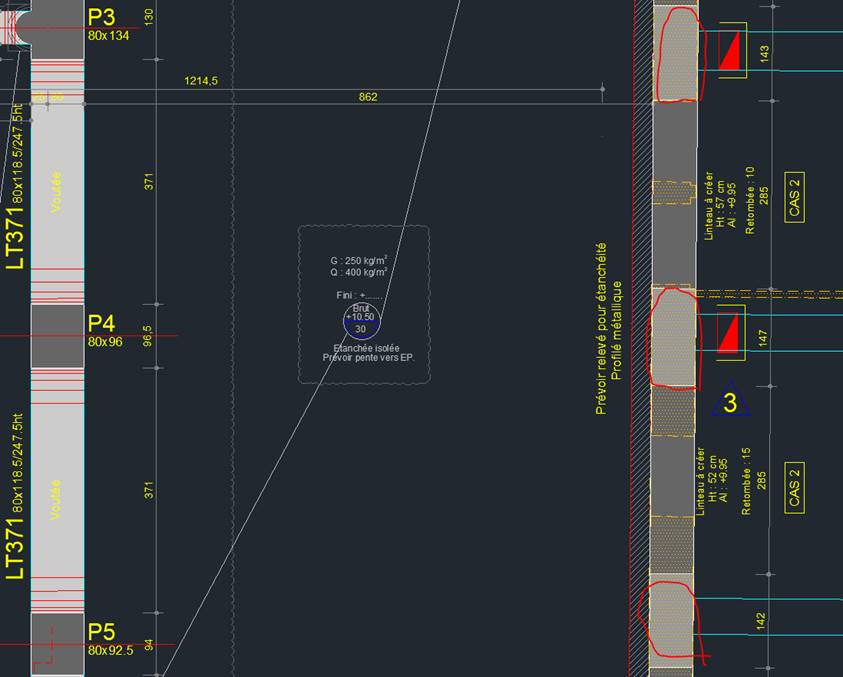 P3
80x134
130
143
1214,5
862
LT371 80x118.5/247.5ht
Voutée
371
Linteau à créer
Ht : 57 cm
Al : +9.95
Retombée : 10
285
CAS 2
G : 250 kg/m²
Q : 400 kg/m²
Fini : +.......
Brut
+10.50
30
Etanchée isolée
Prévoir pente vers EP.
Prévoir relevé pour étanchéité
Profilé métallique
P4
80x96
96,5
147
3
LT371 80x118.5/247.5ht
Voutée
371
Linteau à créer
Ht : 52 cm
Al : +9.95
Retombée : 15
285
CAS 2
P5
80x92.5
94
142